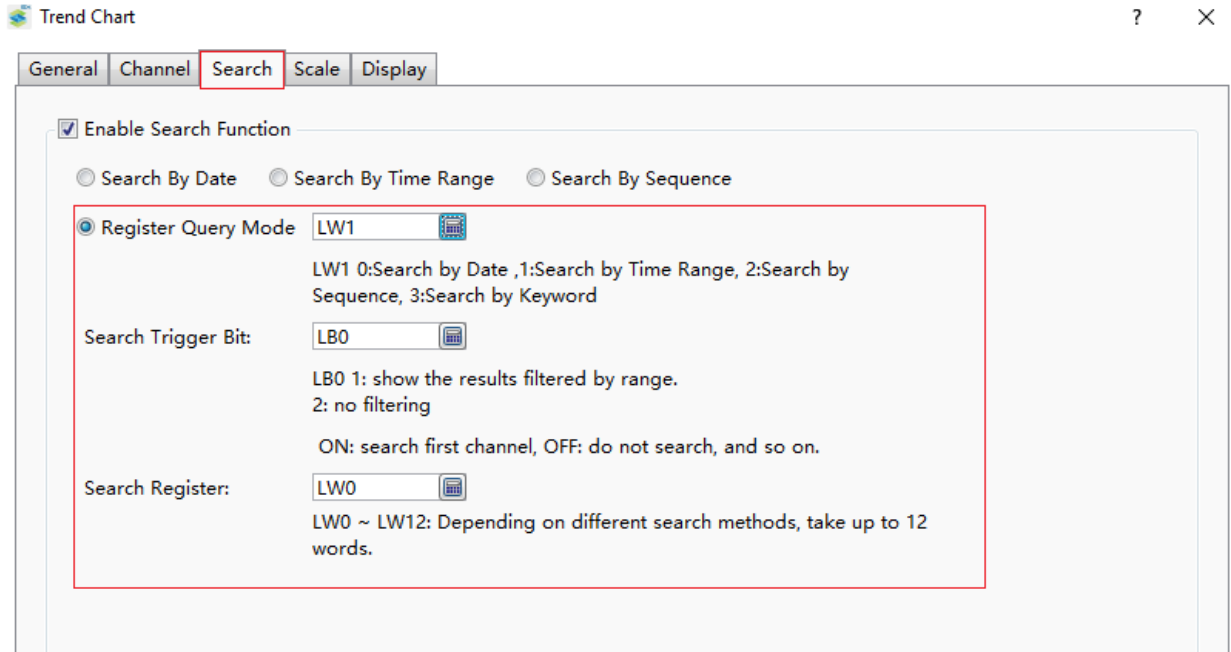 Trend Chart ?
General Channel Search Scale Display
Enable Search Function
Search By Date Search By Time Range Search By Sequence
Register Query Mode LW1
LW1 0:Search by Date ,1:Search by Time Range, 2:Search by
Sequence, 3:Search by Keyword
Search Trigger Bit: LB0
LB0 1: show the results filtered by range.
2: no filtering
ON: search first channel, OFF: do not search, and so on.
Search Register: LW0
LW0 ~ LW12: Depending on different search methods, take up to 12
words.